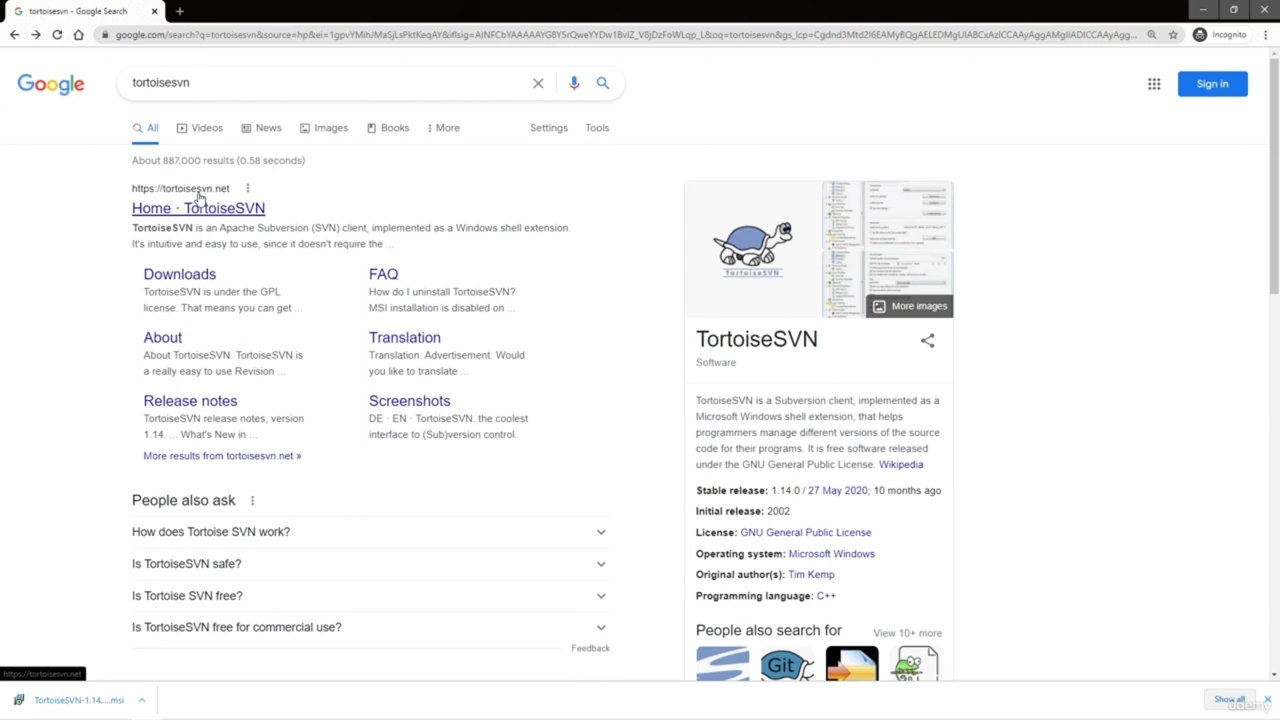 tortoisesvn - Google Search
google.com/search?q=tortoisesvn&source=hp&ei=1gpvYMihJMaSjLsPktKeqAY&iflsig=AINFCbYAAAAAYG8Y5rQweYYDw1BvlZ_V8jDzFoWLqp_L&oq=tortoisesvn&gs_lcp=Cgdnd3Mtd2l6EAMyBQgAELEDMgUIABCxAzICCAAyAggAMgIIADICCAAyAgg...
Incognito
Google
tortoisesvn
Sign in
All
Videos
News
Images
Books
More
Settings
Tools
About 887,000 results (0.58 seconds)
https://tortoisesvn.net
Home · TortoiseSVN
TortoiseSVN is an Apache Subversion (SVN) client, implemented as a Windows shell extension.
It's intuitive and easy to use, since it doesn't require the ...
Downloads
TortoiseSVN is under the GPL
license. This means you can get ...
FAQ
How do I uninstall TortoiseSVN?
MSI installation is disabled on ...
About
About TortoiseSVN. TortoiseSVN is
a really easy to use Revision ...
Translation
Translation. Advertisement. Would
you like to translate ...
Release notes
TortoiseSVN release notes, version
1.14. ... What's New in ...
Screenshots
DE · EN · TortoiseSVN. the coolest
interface to (Sub)version control.
More results from tortoisesvn.net »
People also ask
How does Tortoise SVN work?
Is TortoiseSVN safe?
Is Tortoise SVN free?
Is TortoiseSVN free for commercial use?
Feedback
TortoiseSVN
More images
TortoiseSVN
Software
TortoiseSVN is a Subversion client, implemented as a
Microsoft Windows shell extension, that helps
programmers manage different versions of the source
code for their programs. It is free software released
under the GNU General Public License. Wikipedia
Stable release: 1.14.0 / 27 May 2020; 10 months ago
Initial release: 2002
License: GNU General Public License
Operating system: Microsoft Windows
Original author(s): Tim Kemp
Programming language: C++
People also search for
View 10+ more
Git
https://tortoisesvn.net
TortoiseSVN-1.14....msi
Show all
udemy